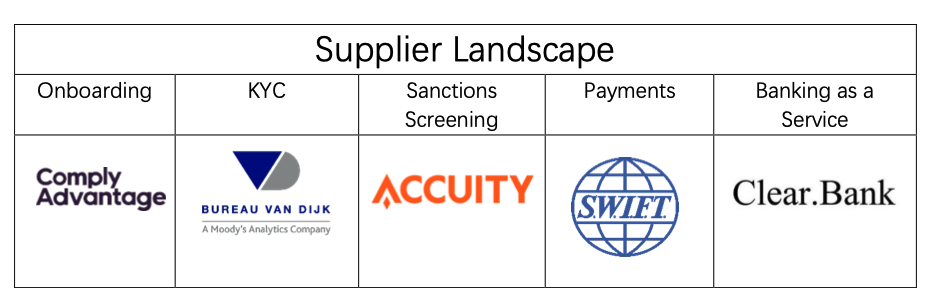 Supplier Landscape
Onboarding
KYC
Sanctions
Screening
Payments
Banking as a
Service
Comply
Advantage
BUREAU VAN DIJK
A Moody's Analytics Company
ACCUITY
S.W.I.F.T.
Clear.Bank